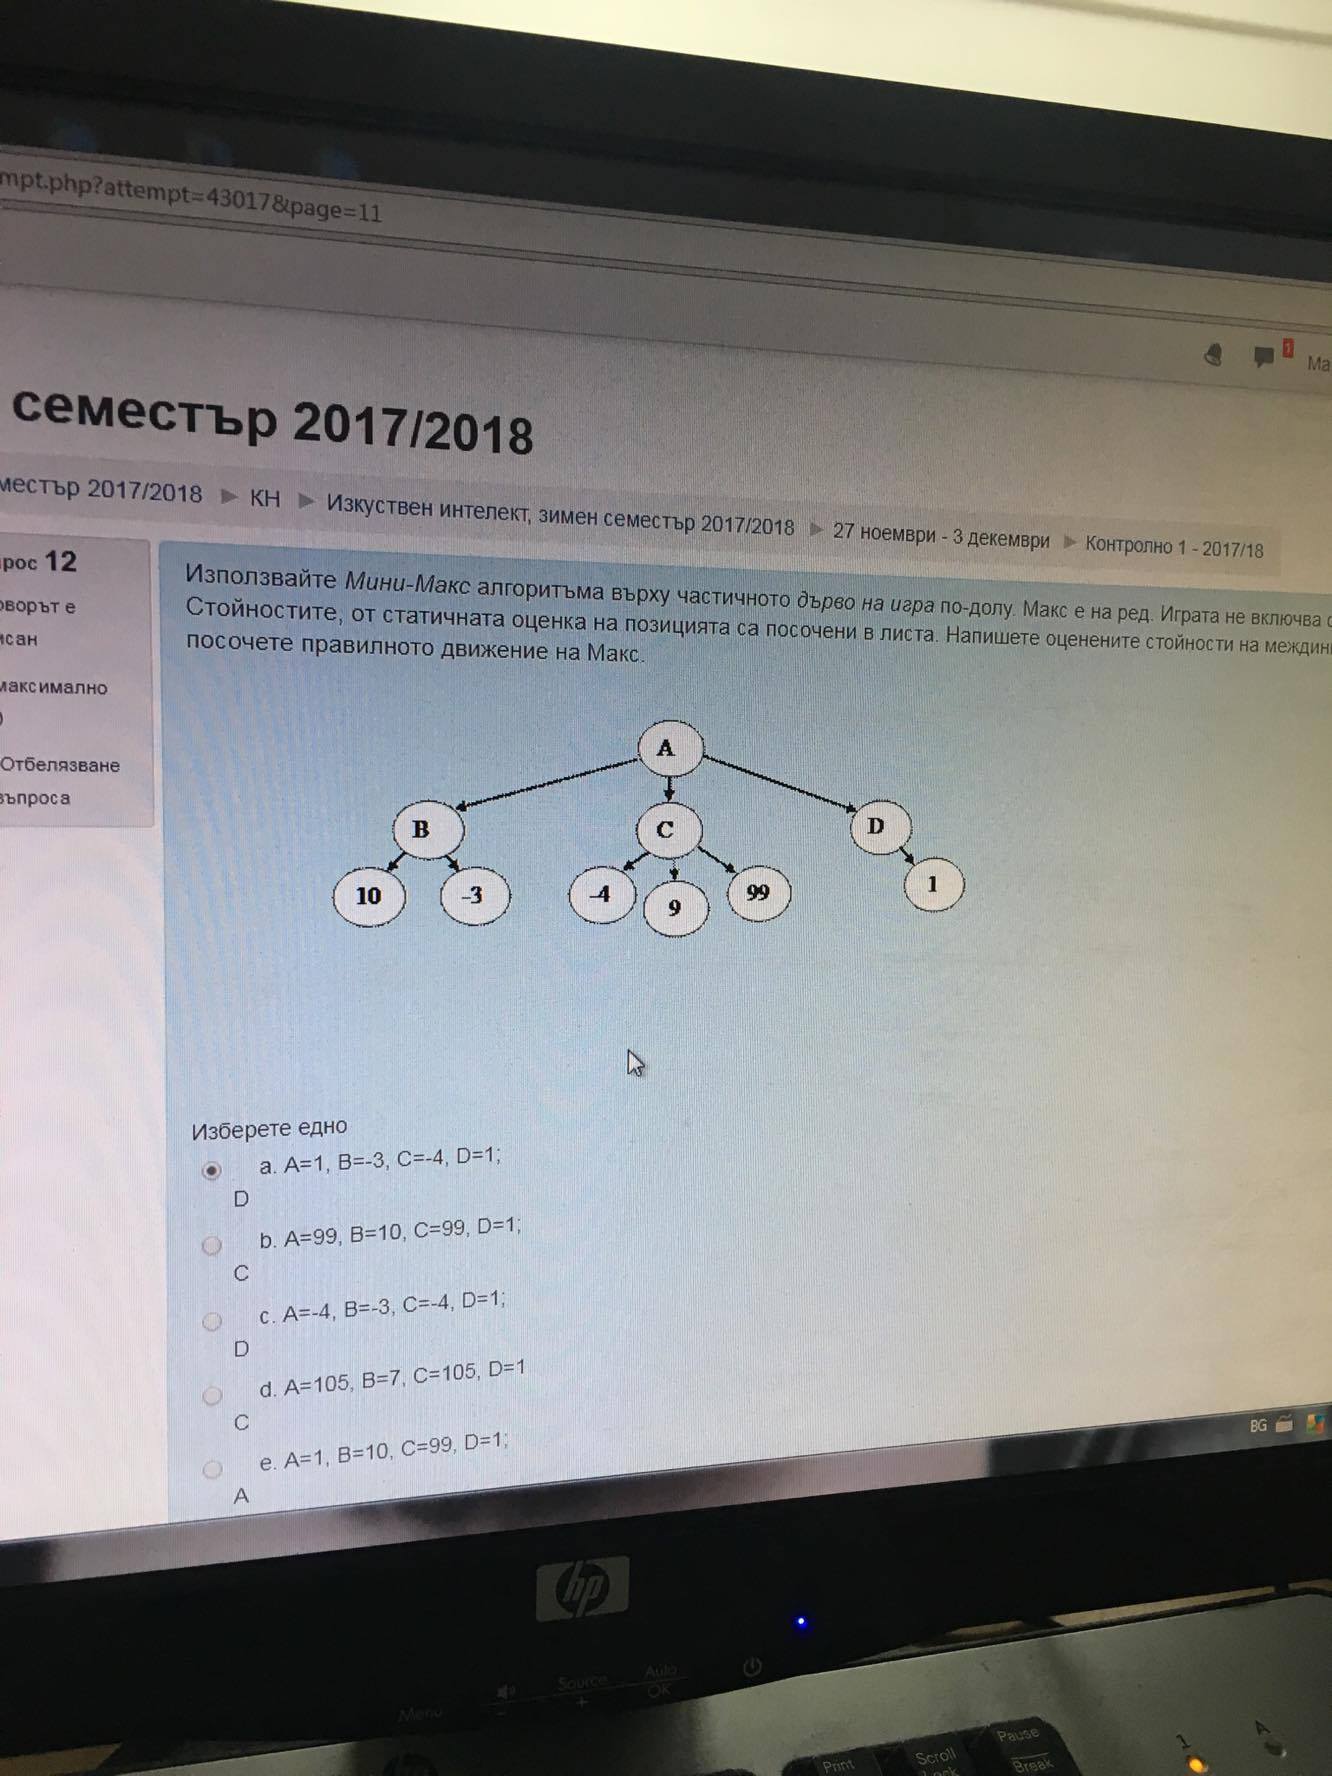 mpt.php?attempt=43017&page=11
1
Ма
семестър 2017/2018
местър 2017/2018 ▶ КН ▶ Изкуствен интелект, зимен семестър 2017/2018 ▶ 27 ноември - 3 декември ▶ Контролно 1 - 2017/18
рос 12
оворът е
исан
максимално
)
Отбелязване
въпроса
Използвайте Мини-Макс алгоритъма върху частичното дърво на игра по-долу. Макс е на ред. Играта не включва
Стойностите, от статичната оценка на позицията са посочени в листа. Напишете оценените стойности на междин
посочете правилното движение на Макс.
A
B
C
D
10
-3
-4
9
99
1
Изберете едно
a. A=1, B=-3, C=-4, D=1;
D
b. A=99, B=10, C=99, D=1;
C
c. A=-4, B=-3, C=-4, D=1;
D
d. A=105, B=7, C=105, D=1
C
e. A=1, B=10, C=99, D=1;
A
BG
hp
Menu
-
Source
+
Auto
OK
Print
Scroll
Lock
Pause
Break
1
A